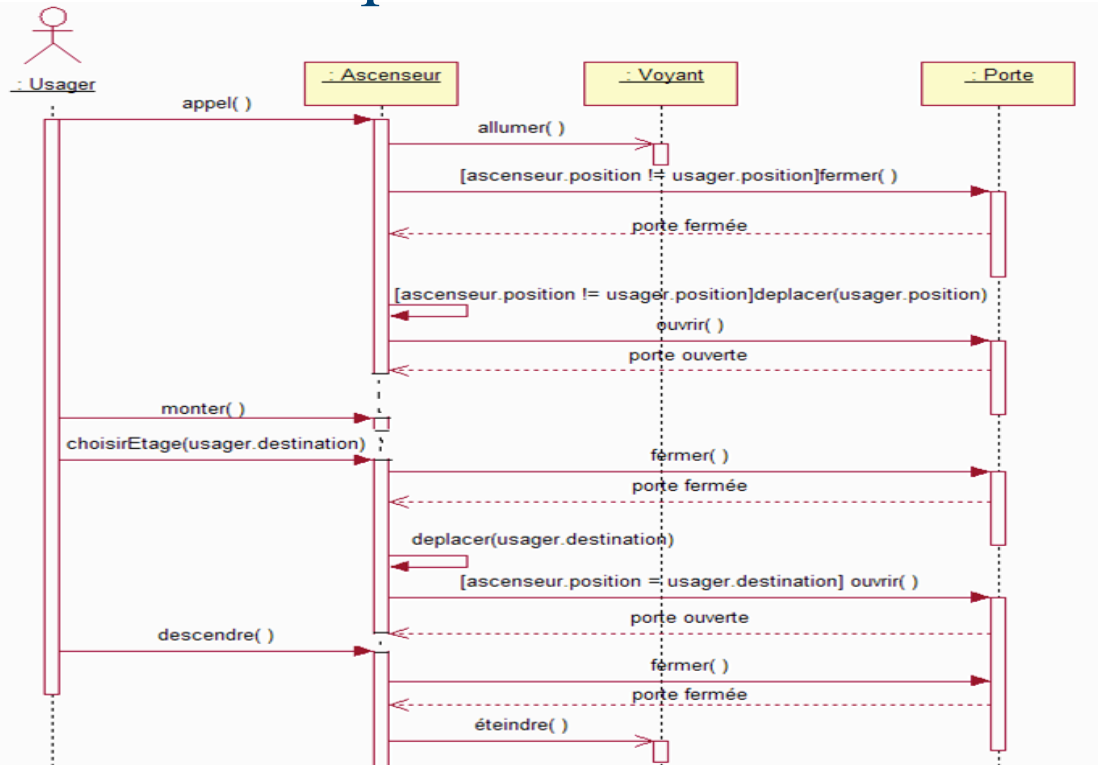 : Usager
: Ascenseur
: Voyant
: Porte
appel( )
allumer( )
[ascenseur.position != usager.position]fermer( )
porte fermée
[ascenseur.position != usager.position]deplacer(usager.position)
ouvrir( )
porte ouverte
monter( )
choisirEtage(usager.destination)
fermer( )
porte fermée
deplacer(usager.destination)
[ascenseur.position = usager.destination] ouvrir( )
porte ouverte
descendre( )
fermer( )
porte fermée
éteindre( )